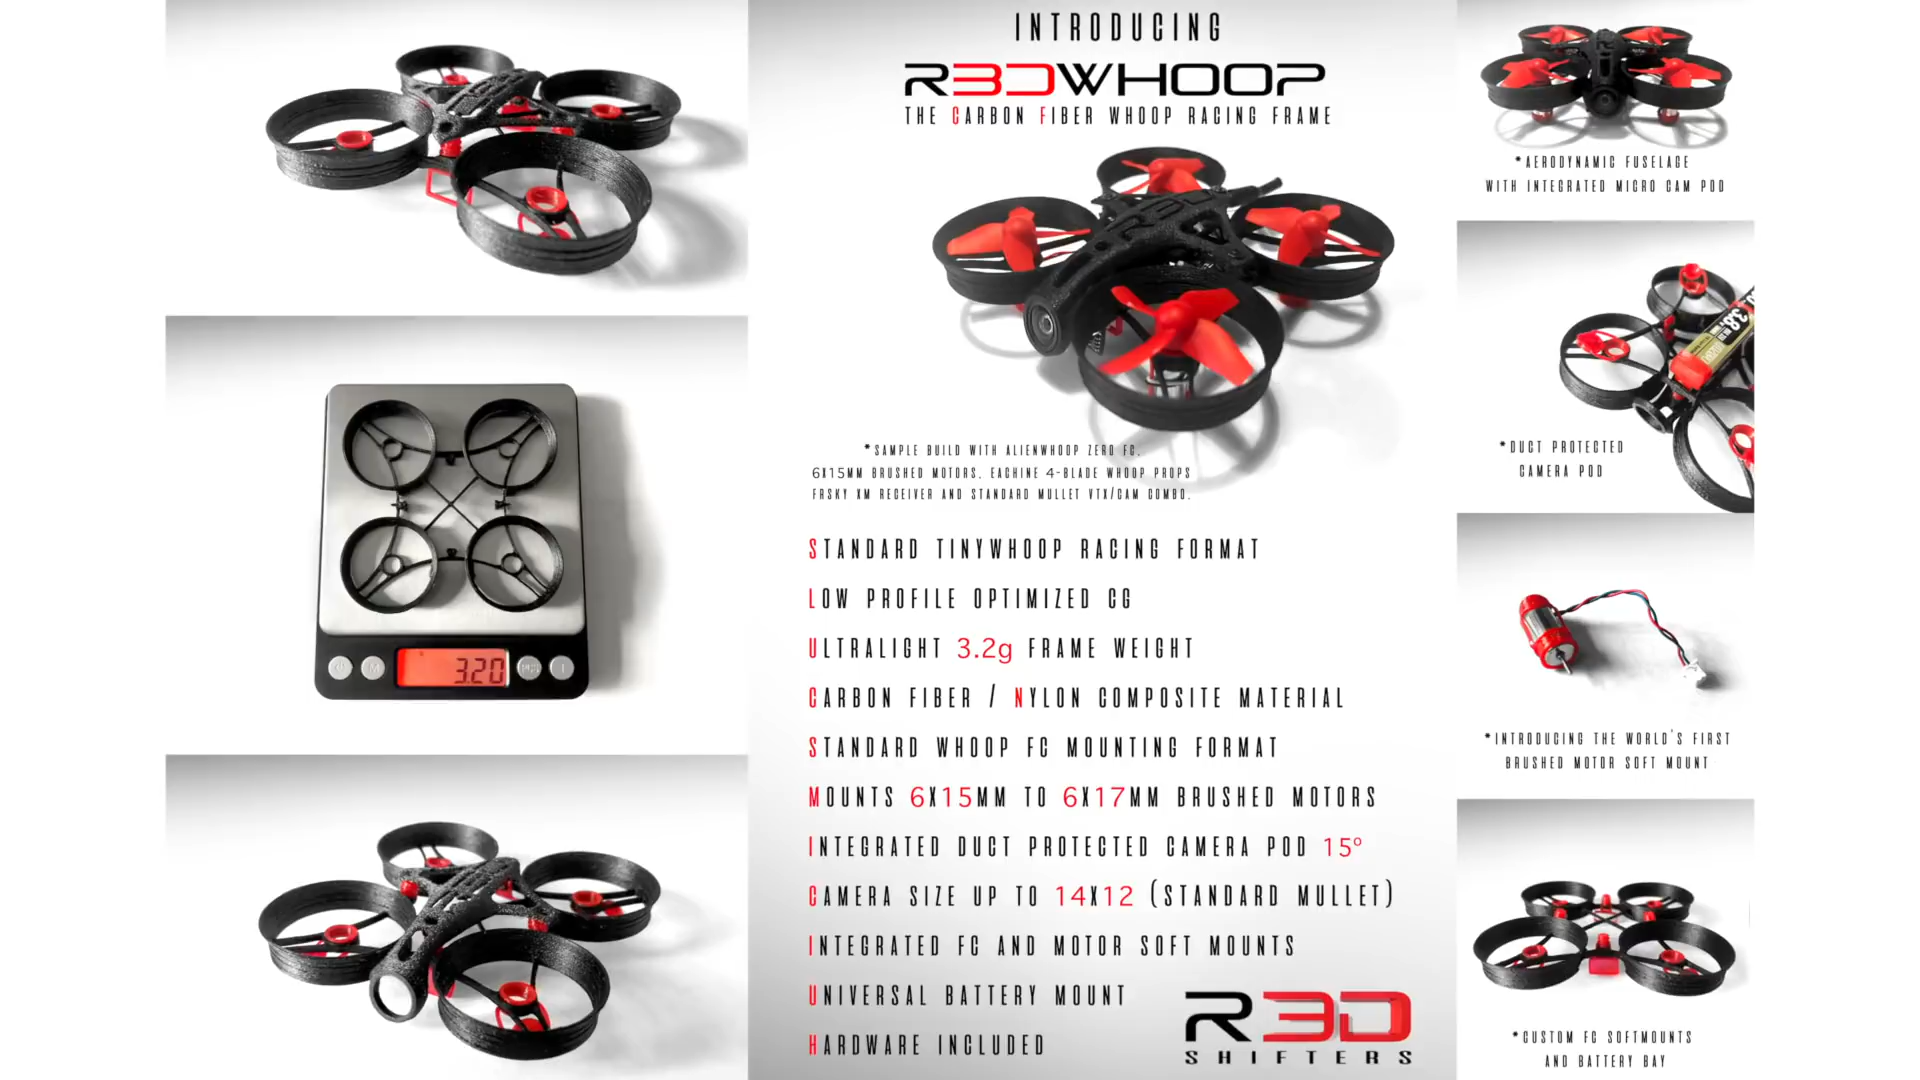 INTRODUCING
R3DWHOOP
THE CARBON FIBER WHOOP RACING FRAME
*SAMPLE BUILD WITH ALIENWHOOP ZERO FC,
6X15MM BRUSHED MOTORS, EACHINE 4-BLADE WHOOP PROPS
FRSKY XM RECEIVER AND STANDARD MULLET VTX/CAM COMBO.
STANDARD TINYWHOOP RACING FORMAT
LOW PROFILE OPTIMIZED CG
ULTRALIGHT 3.2g FRAME WEIGHT
CARBON FIBER / NYLON COMPOSITE MATERIAL
STANDARD WHOOP FC MOUNTING FORMAT
MOUNTS 6X15MM TO 6X17MM BRUSHED MOTORS
INTEGRATED DUCT PROTECTED CAMERA POD 15º
CAMERA SIZE UP TO 14X12 (STANDARD MULLET)
INTEGRATED FC AND MOTOR SOFT MOUNTS
UNIVERSAL BATTERY MOUNT
HARDWARE INCLUDED
R3D
SHIFTERS
3.20
M
*AERODYNAMIC FUSELAGE
WITH INTEGRATED MICRO CAM POD
3.8
*DUCT PROTECTED
CAMERA POD
*INTRODUCING THE WORLD'S FIRST
BRUSHED MOTOR SOFT MOUNT
*CUSTOM FC SOFTMOUNTS
AND BATTERY BAY